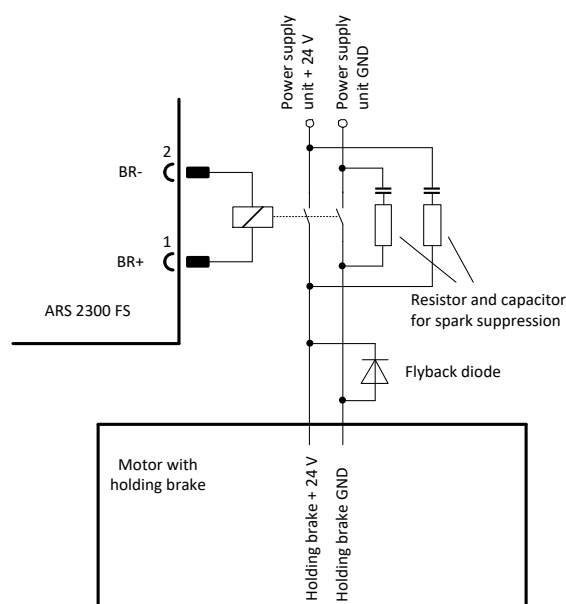 Power supply
unit + 24 V
Power supply
unit GND
2
BR-
1
BR+
ARS 2300 FS
Resistor and capacitor
for spark suppression
Flyback diode
Motor with
holding brake
Holding brake + 24 V
Holding brake GND